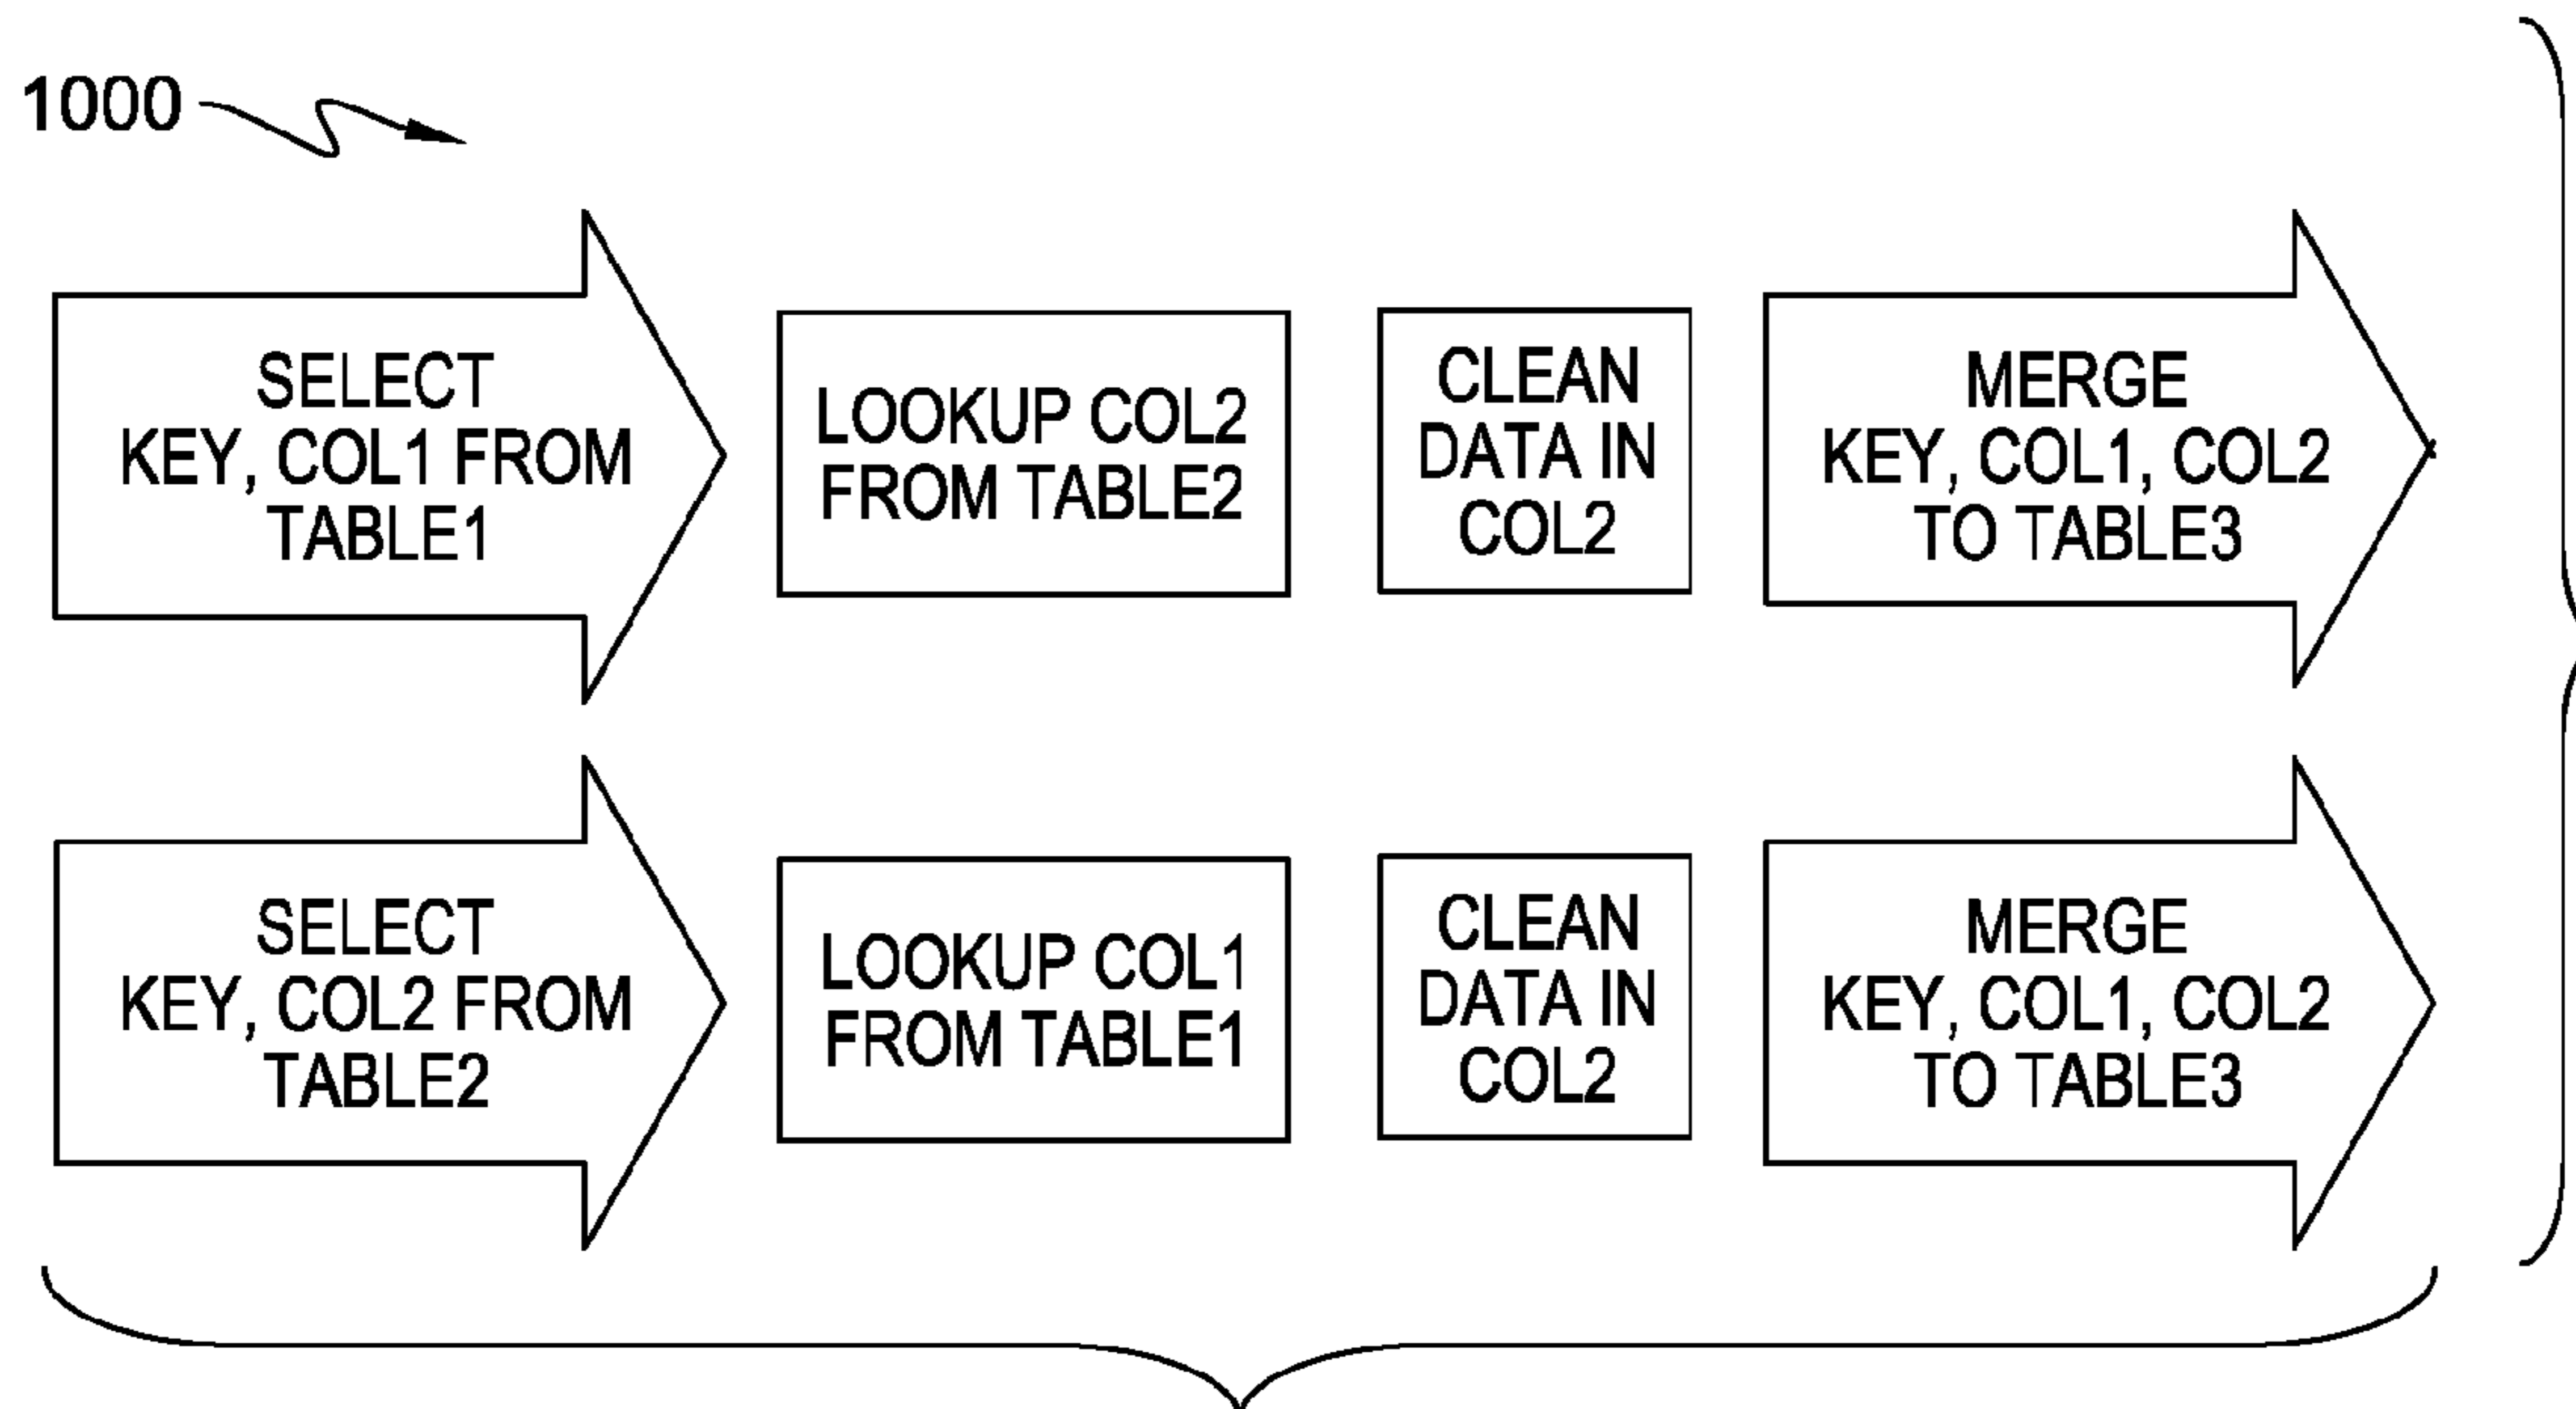 1000
SELECT
KEY, COL1 FROM
TABLE1
LOOKUP COL2
FROM TABLE2
CLEAN
DATA IN
COL2
MERGE
KEY, COL1, COL2
TO TABLE3
SELECT
KEY, COL2 FROM
TABLE2
LOOKUP COL1
FROM TABLE1
CLEAN
DATA IN
COL2
MERGE
KEY, COL1, COL2
TO TABLE3